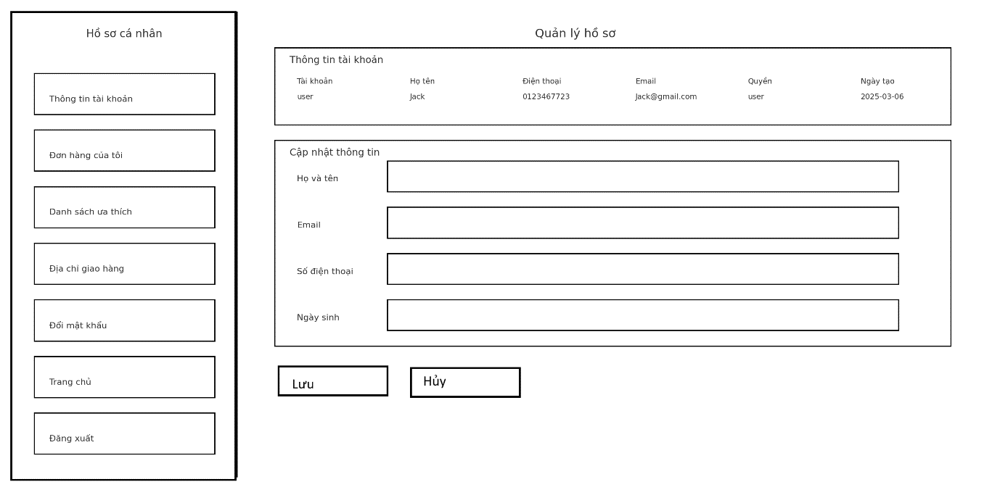 Hồ sơ cá nhân
Thông tin tài khoản
Đơn hàng của tôi
Danh sách ưa thích
Địa chỉ giao hàng
Đổi mật khẩu
Trang chủ
Đăng xuất
Quản lý hồ sơ
Thông tin tài khoản
Tài khoản Họ tên Điện thoại Email Quyền Ngày tạo
user Jack 0123467723 Jack@gmail.com user 2025-03-06
Cập nhật thông tin
Họ và tên
Email
Số điện thoại
Ngày sinh
Lưu Hủy